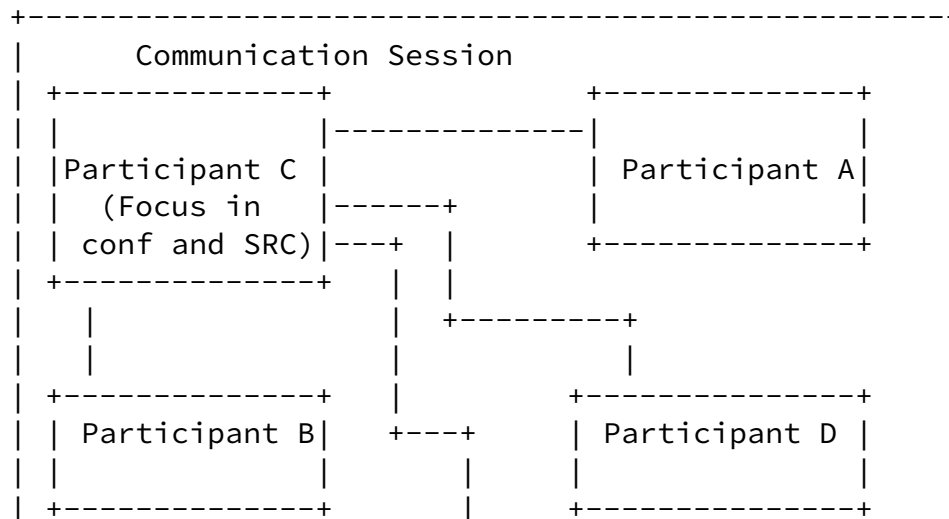 +-----------------------------------------------------
|      Communication Session
| +--------------+              +--------------+
| |              |--------------|              |
| |Participant C |              | Participant A|
| |  (Focus in   |------+       |              |
| | conf and SRC)|---+  |       +--------------+
| +--------------+   |  |
|   |                |  +---------+
|   |                |            |
| +--------------+   |         +---------------+
| | Participant B|   +---+     | Participant D |
| |              |       |     |               |
| +--------------+       |     +---------------+